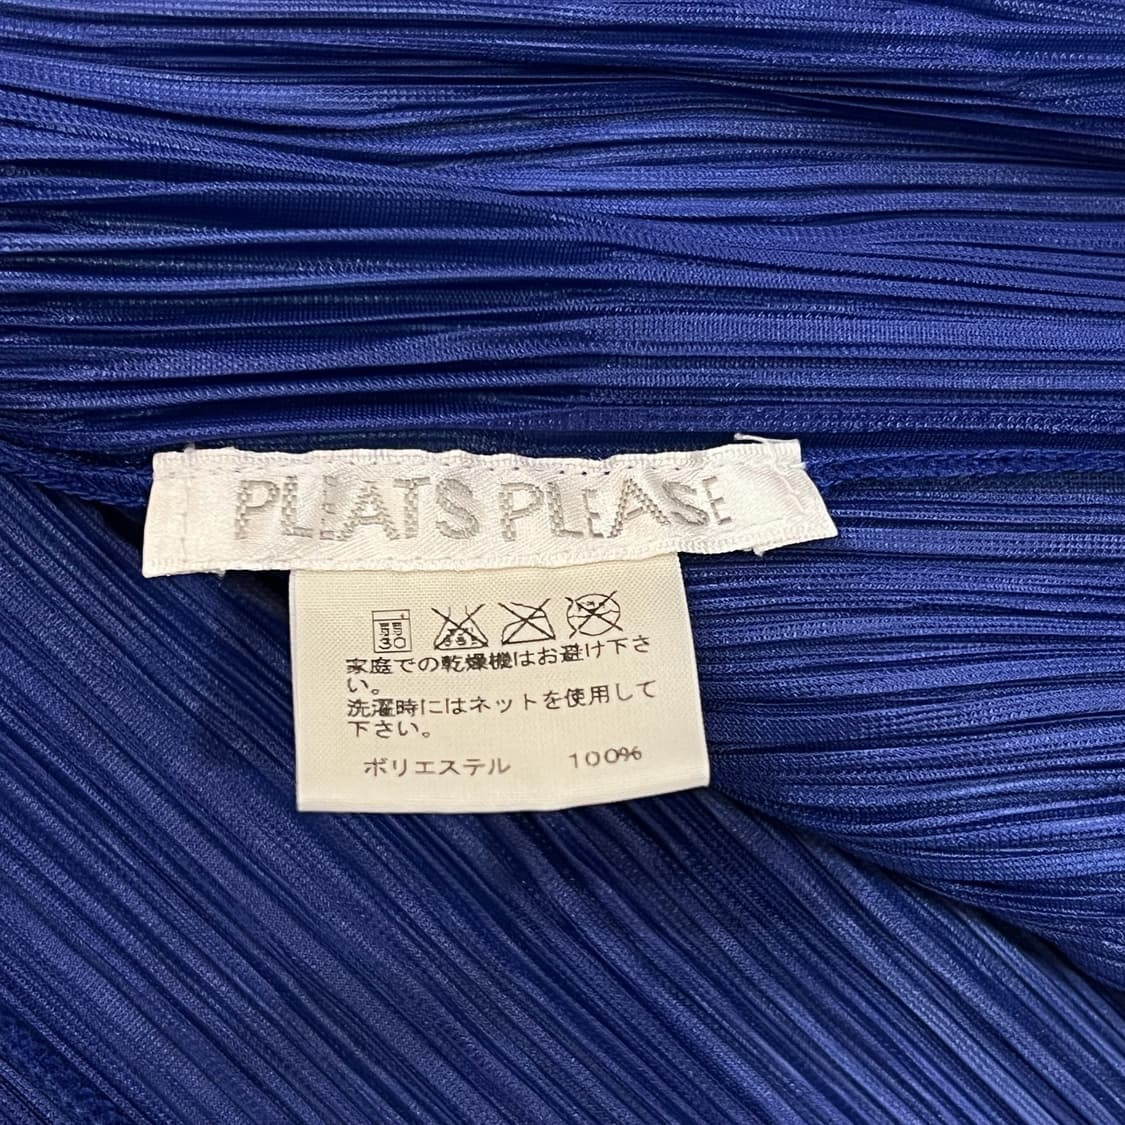 PLEATS PLEASE
弱
30
家庭での乾燥機はお避け下さ
い。
洗濯時にはネットを使用して
下さい。
ポリエステル 100%